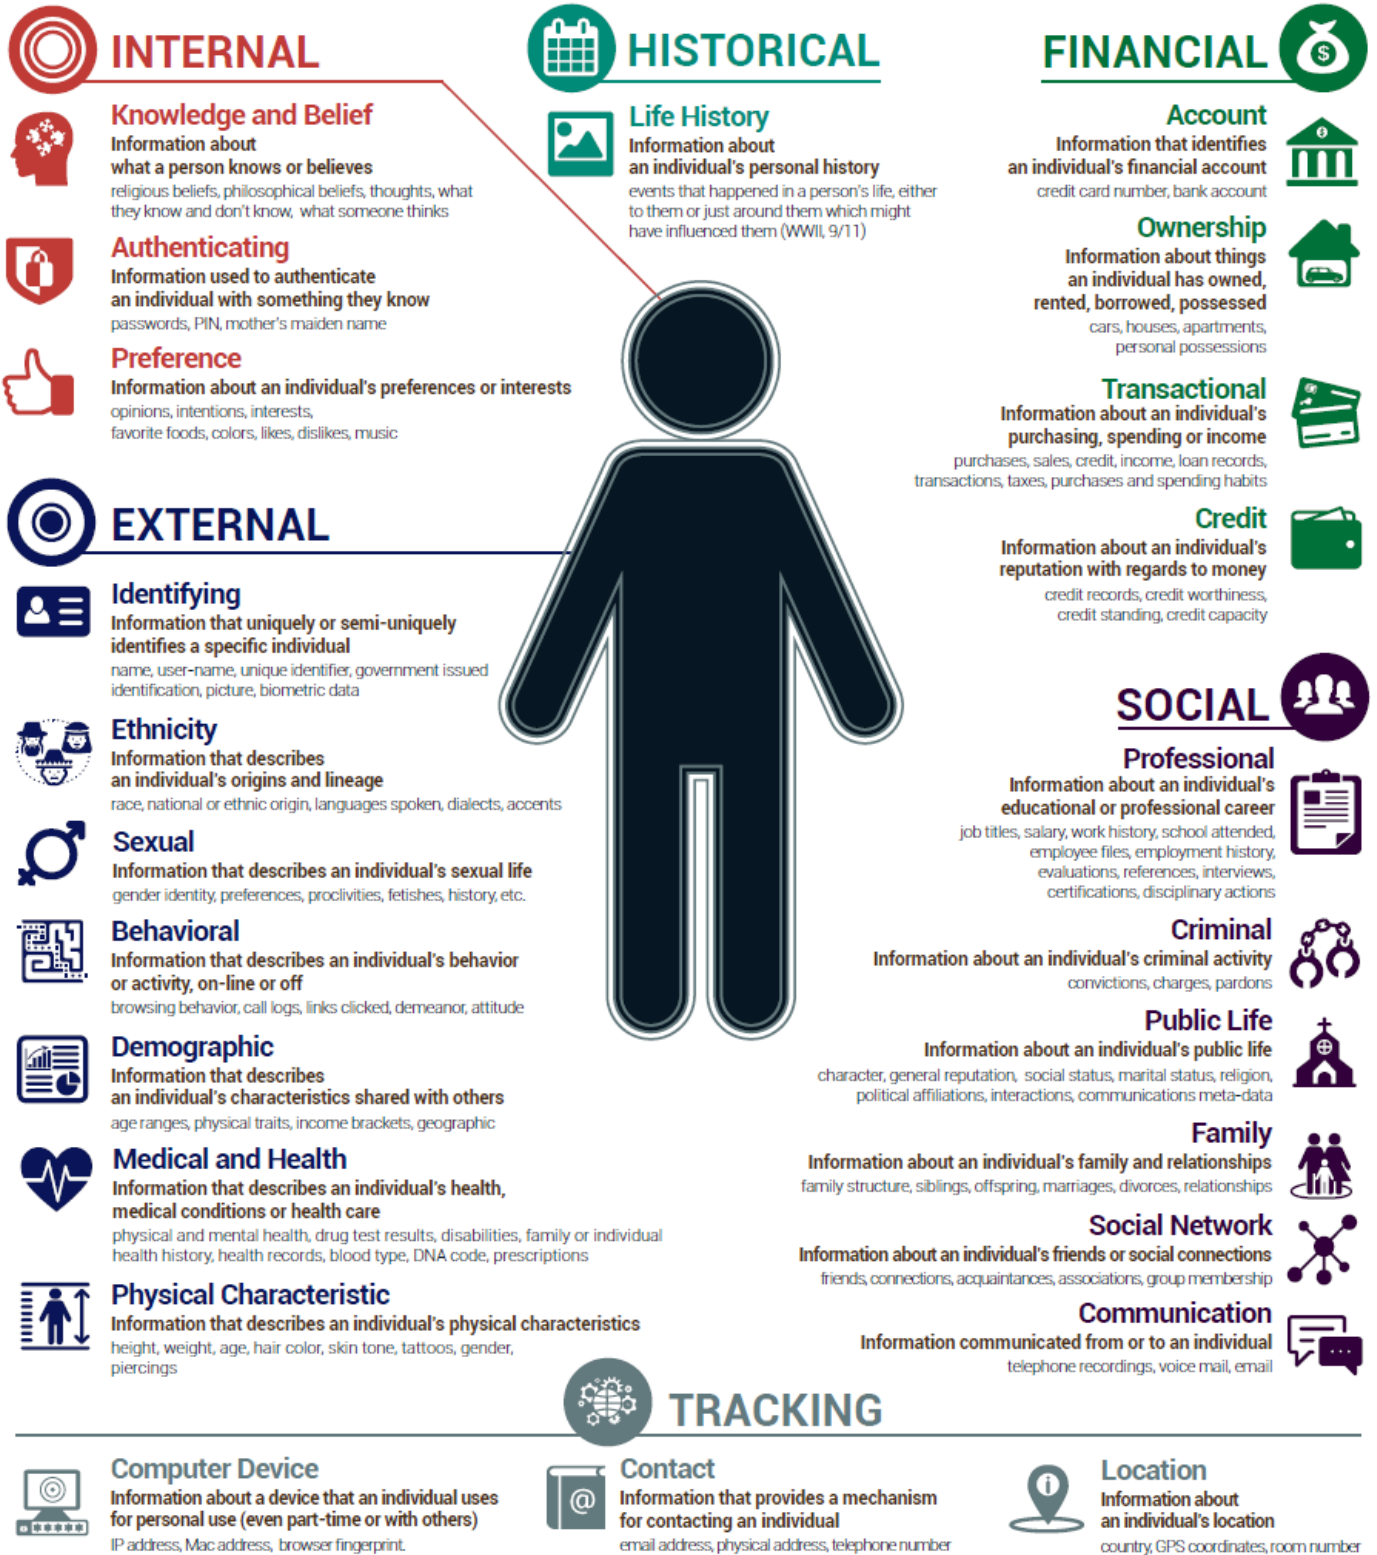 INTERNAL
Knowledge and Belief
Information about
what a person knows or believes
religious beliefs, philosophical beliefs, thoughts, what
they know and don't know, what someone thinks
Authenticating
Information used to authenticate
an individual with something they know
passwords, PIN, mother's maiden name
Preference
Information about an individual's preferences or interests
opinions, intentions, interests,
favorite foods, colors, likes, dislikes, music
HISTORICAL
Life History
Information about
an individual's personal history
events that happened in a person's life, either
to them or just around them which might
have influenced them (WWII, 9/11)
FINANCIAL
$
Account
Information that identifies
an individual's financial account
credit card number, bank account
Ownership
Information about things
an individual has owned,
rented, borrowed, possessed
cars, houses, apartments,
personal possessions
Transactional
Information about an individual's
purchasing, spending or income
purchases, sales, credit, income, loan records,
transactions, taxes, purchases and spending habits
Credit
Information about an individual's
reputation with regards to money
credit records, credit worthiness,
credit standing, credit capacity
EXTERNAL
Identifying
Information that uniquely or semi-uniquely
identifies a specific individual
name, user-name, unique identifier, government issued
identification, picture, biometric data
Ethnicity
Information that describes
an individual's origins and lineage
race, national or ethnic origin, languages spoken, dialects, accents
Sexual
Information that describes an individual's sexual life
gender identity, preferences, proclivities, fetishes, history, etc.
Behavioral
Information that describes an individual's behavior
or activity, on-line or off
browsing behavior, call logs, links clicked, demeanor, attitude
Demographic
Information that describes
an individual's characteristics shared with others
age ranges, physical traits, income brackets, geographic
Medical and Health
Information that describes an individual's health,
medical conditions or health care
physical and mental health, drug test results, disabilities, family or individual
health history, health records, blood type, DNA code, prescriptions
Physical Characteristic
Information that describes an individual's physical characteristics
height, weight, age, hair color, skin tone, tattoos, gender,
piercings
SOCIAL
Professional
Information about an individual's
educational or professional career
job titles, salary, work history, school attended,
employee files, employment history,
evaluations, references, interviews,
certifications, disciplinary actions
Criminal
Information about an individual's criminal activity
convictions, charges, pardons
Public Life
Information about an individual's public life
character, general reputation, social status, marital status, religion,
political affiliations, interactions, communications meta-data
Family
Information about an individual's family and relationships
family structure, siblings, offspring, marriages, divorces, relationships
Social Network
Information about an individual's friends or social connections
friends, connections, acquaintances, associations, group membership
Communication
Information communicated from or to an individual
telephone recordings, voice mail, email
TRACKING
Computer Device
Information about a device that an individual uses
for personal use (even part-time or with others)
IP address, Mac address, browser fingerprint.
@
Contact
Information that provides a mechanism
for contacting an individual
email address, physical address, telephone number
Location
Information about
an individual's location
country, GPS coordinates, room number